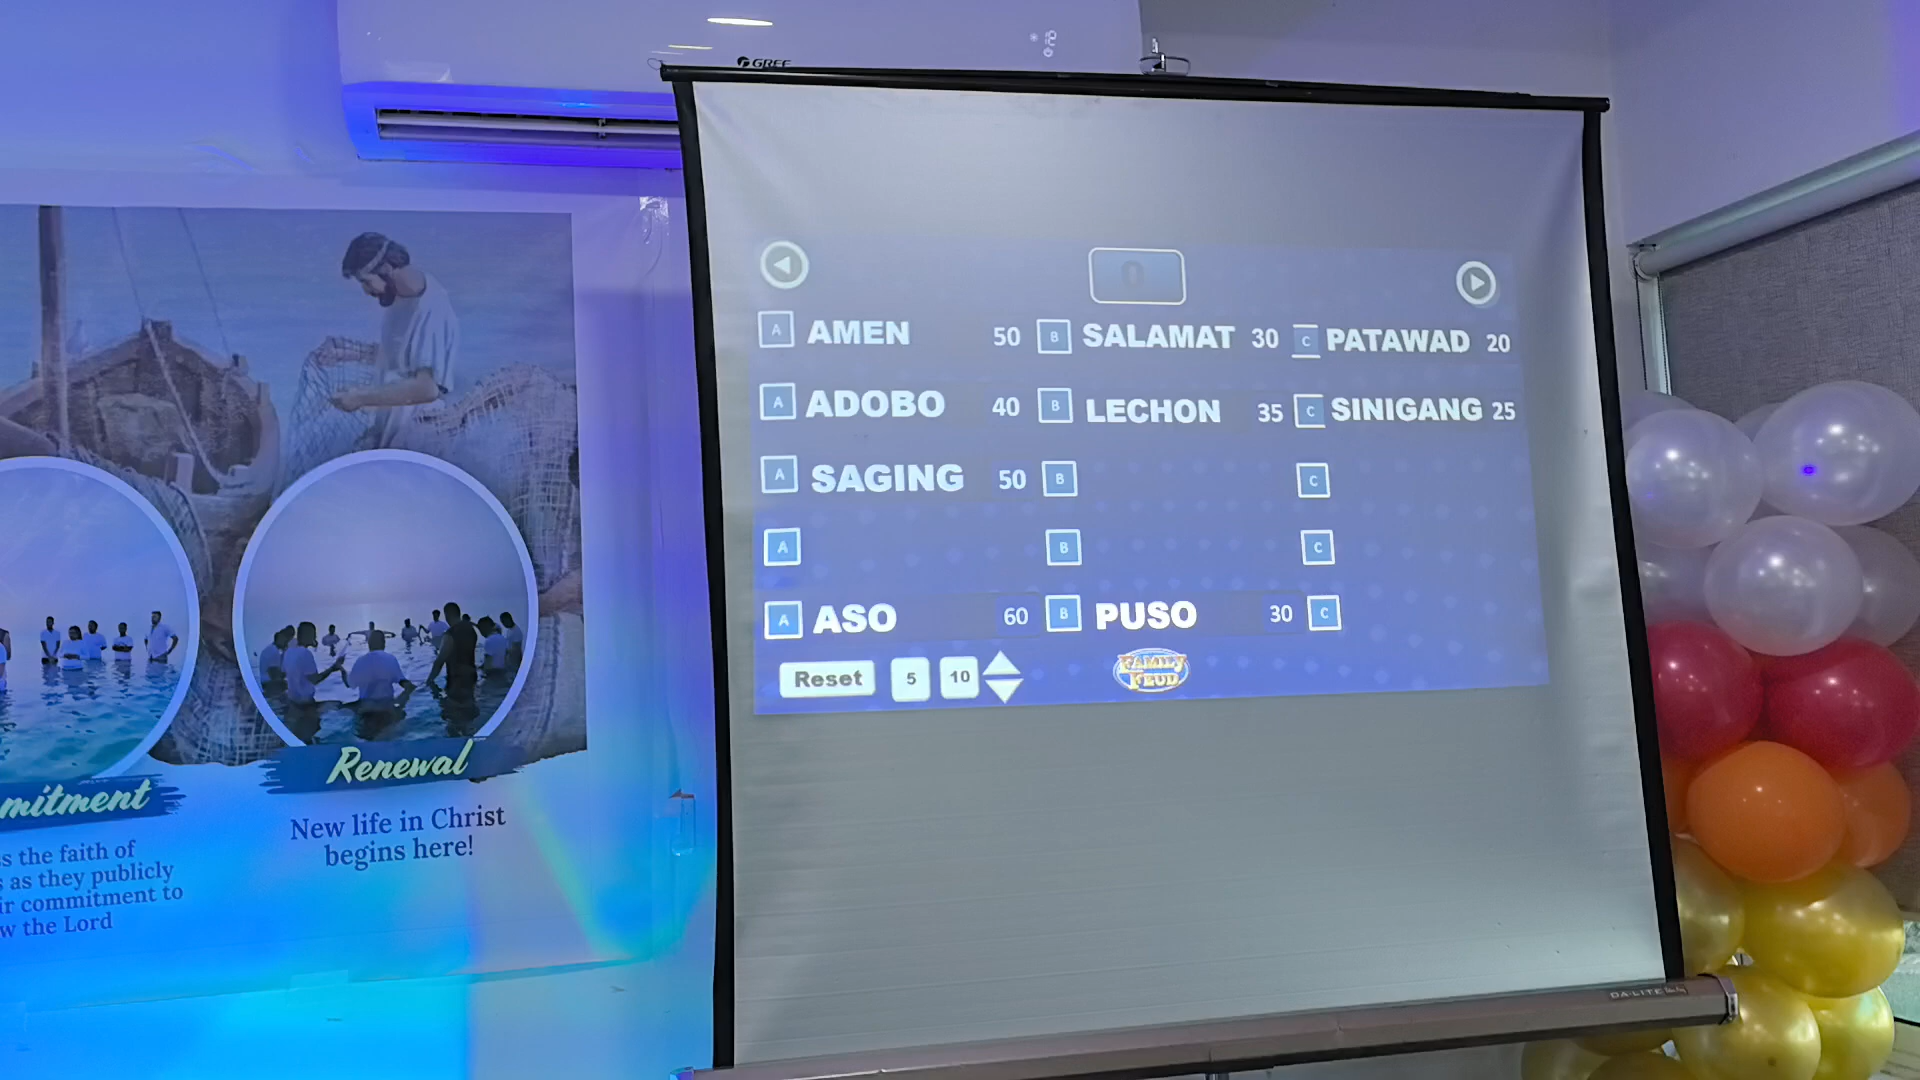 GREE
AMEN 50 B SALAMAT 30 C PATAWAD 20
A ADOBO 40 B LECHON 35 C SINIGANG 25
A SAGING 50 B C
A B C
A ASO 60 B PUSO 30 C
Reset 5 10 FAMILY FEUD
Renewal
New life in Christ
begins here!
mitment
s the faith of
s as they publicly
ir commitment to
w the Lord
DA-LITE